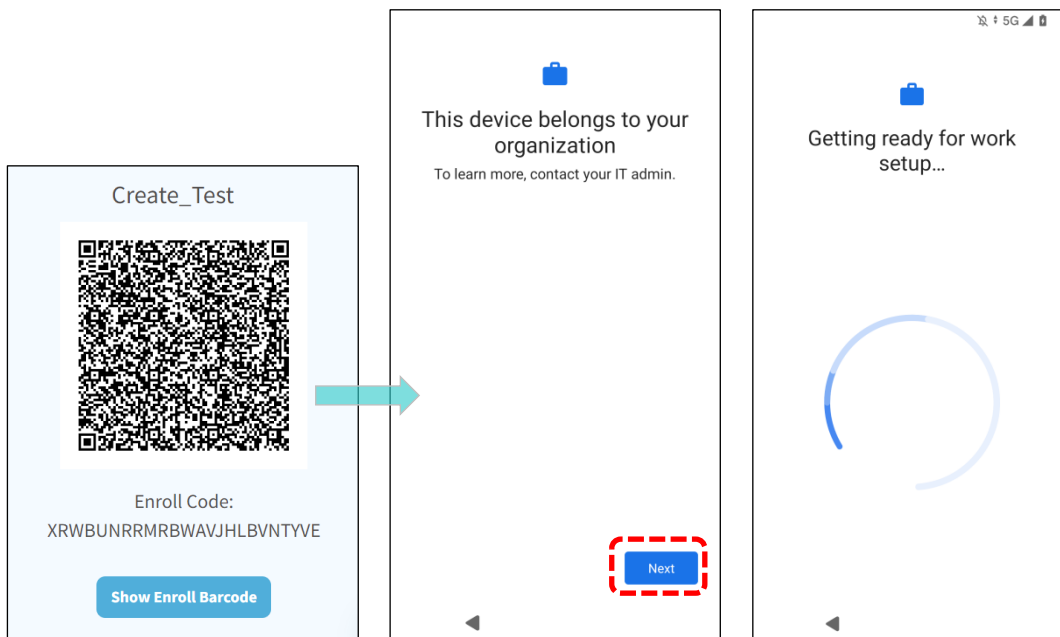 Create_Test
Enroll Code:
XRWBUNRRMRBWAVJHLBVNTYVE
Show Enroll Barcode
This device belongs to your
organization
To learn more, contact your IT admin.
Next
5G
Getting ready for work
setup...